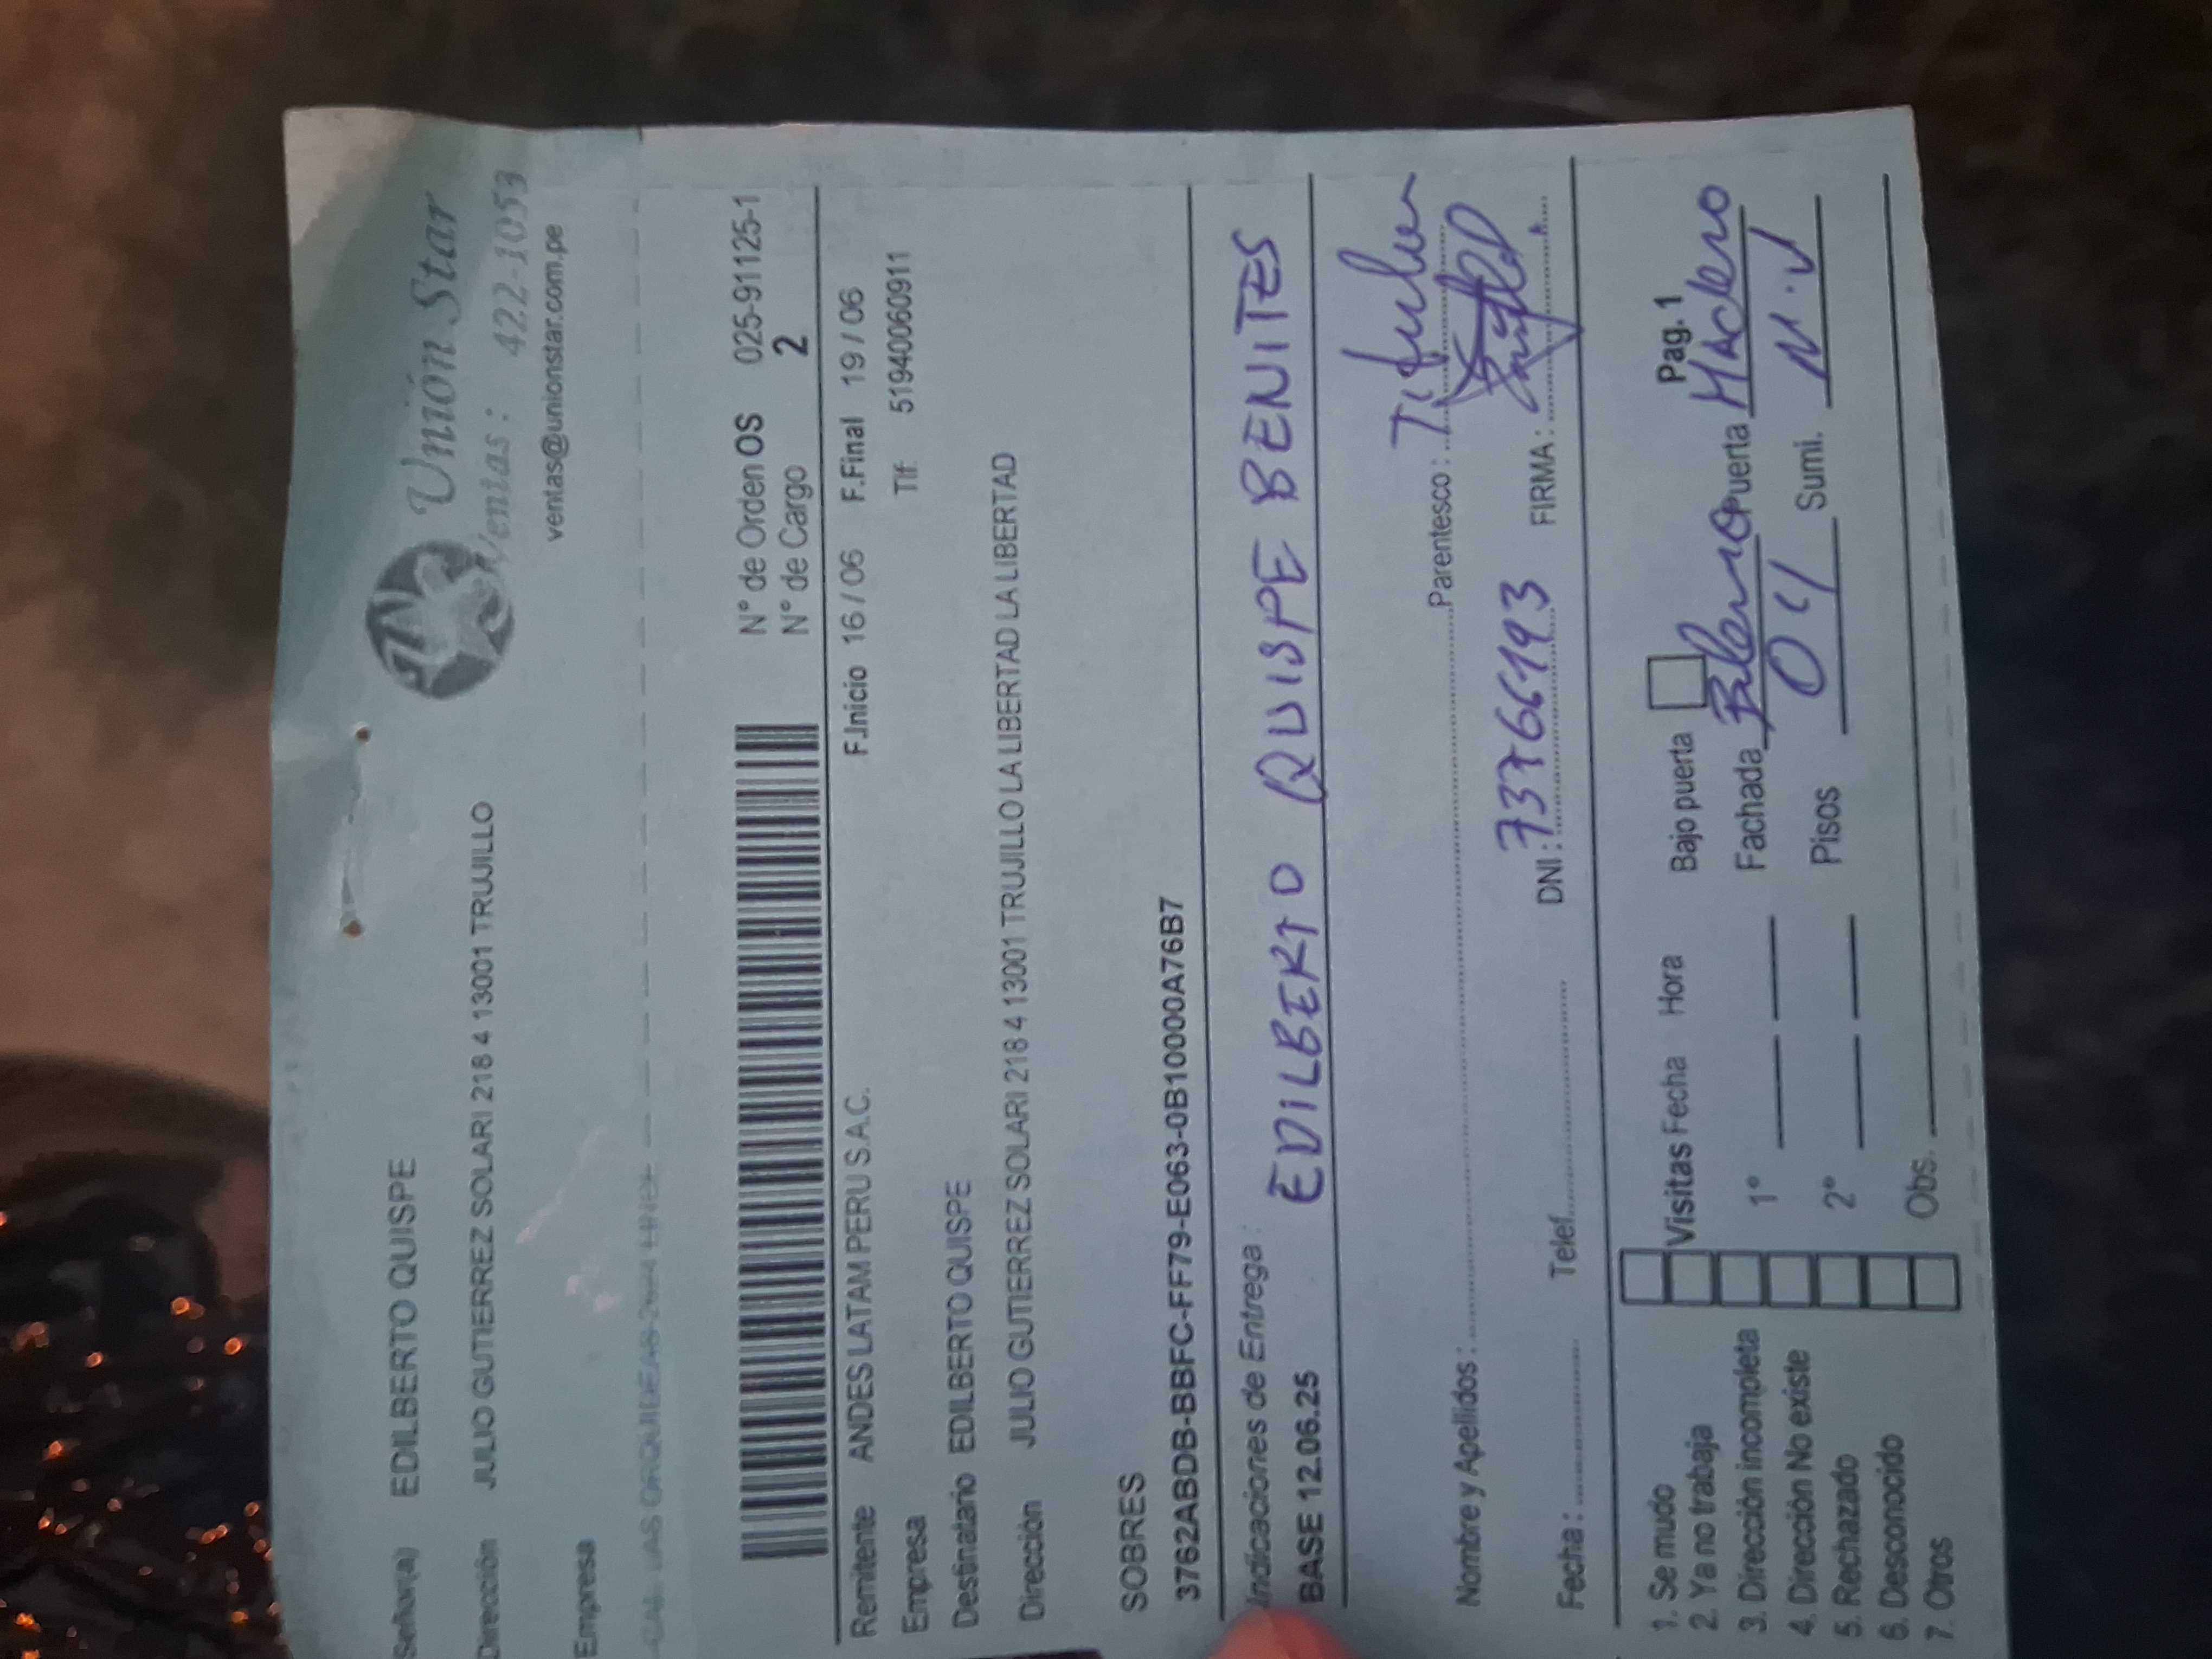 Señor(a) EDILBERTO QUISPE
Unión Star
Ventas : 422-1053
Dirección JULIO GUTIERREZ SOLARI 218 4 13001 TRUJILLO
ventas@unionstar.com.pe
Empresa
N° de Orden OS 025-91125-1
N° de Cargo 2
Remitente ANDES LATAM PERU S.A.C.
F.Inicio 16 / 06 F.Final 19 / 06
Empresa
Tlf: 51940060911
Destinatario EDILBERTO QUISPE
Dirección JULIO GUTIERREZ SOLARI 218 4 13001 TRUJILLO LA LIBERTAD LA LIBERTAD
SOBRES
3762ABDB-BBFC-FF79-E063-0B10000A76B7
Indicaciones de Entrega :
BASE 12.06.25
EDILBERTO QUISPE BENITES
Nombre y Apellidos : Parentesco : Titular
Fecha : Telef. DNI : 73766193 FIRMA :
1. Se mudo
2. Ya no trabaja
3. Dirección incompleta
4. Dirección No existe
5. Rechazado
6. Desconocido
7. Otros
Visitas Fecha Hora
1°
2°
Obs.
Bajo puerta Pag. 1
Fachada Blanco Puerta Madero
Pisos 04 Sumi. N.V